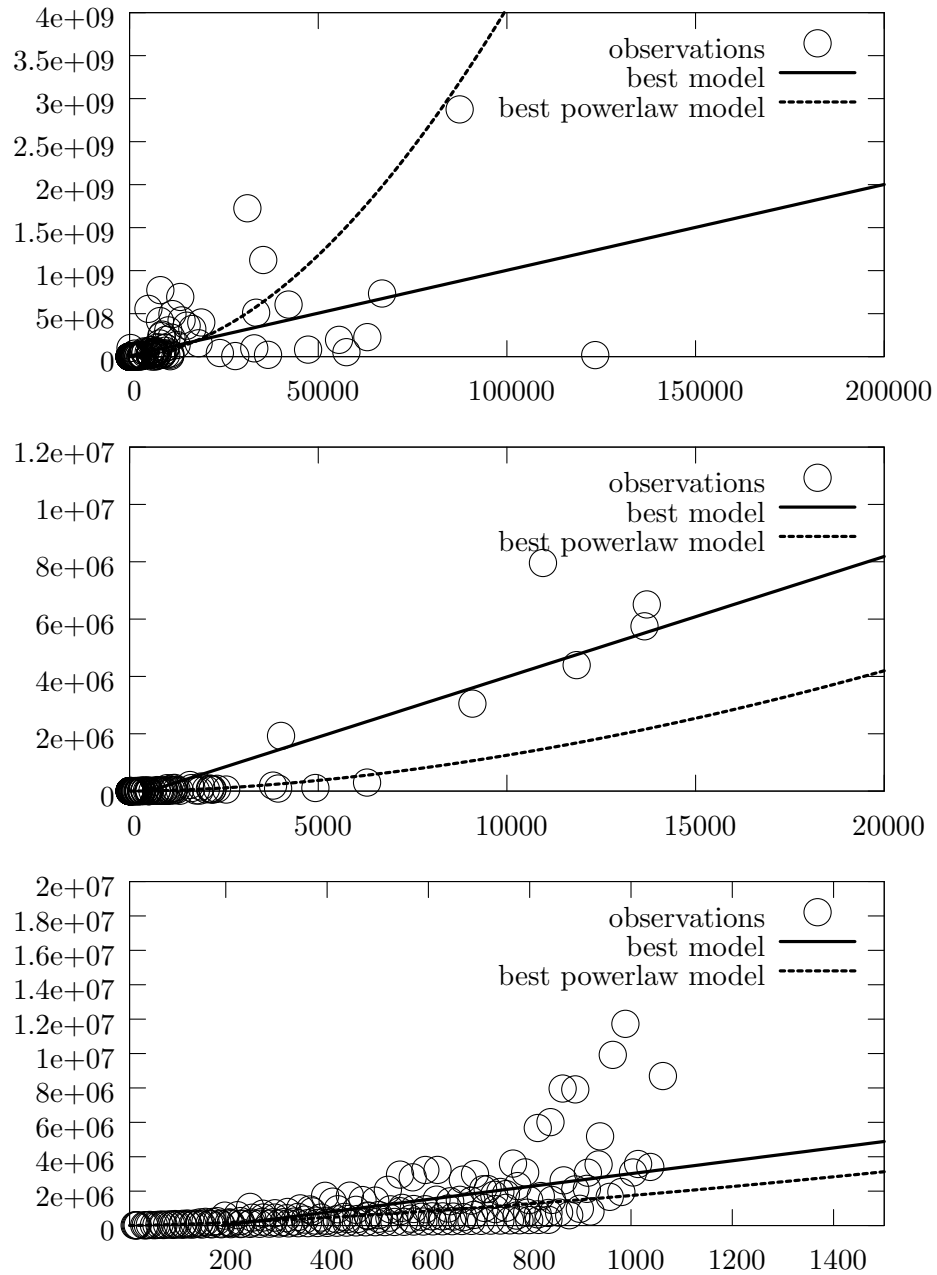 4e+09
3.5e+09
3e+09
2.5e+09
2e+09
1.5e+09
1e+09
5e+08
0
observations
best model
best powerlaw model
0 50000 100000 150000 200000
1.2e+07
1e+07
8e+06
6e+06
4e+06
2e+06
0
observations
best model
best powerlaw model
0 5000 10000 15000 20000
2e+07
1.8e+07
1.6e+07
1.4e+07
1.2e+07
1e+07
8e+06
6e+06
4e+06
2e+06
0
observations
best model
best powerlaw model
200 400 600 800 1000 1200 1400